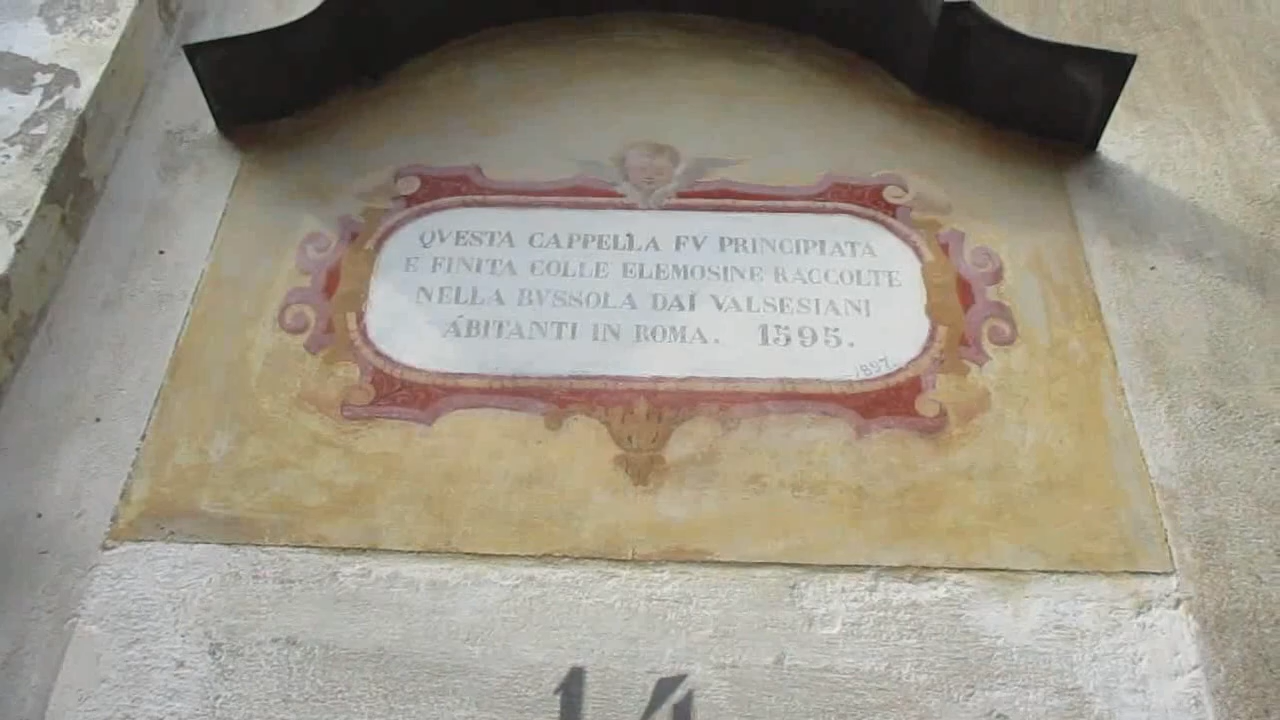 QVESTA CAPPELLA FV PRINCIPIATA
E FINITA COLLE ELEMOSINE RACCOLTE
NELLA BVSSOLA DAI VALSESIANI
ABITANTI IN ROMA. 1595.
1897
14